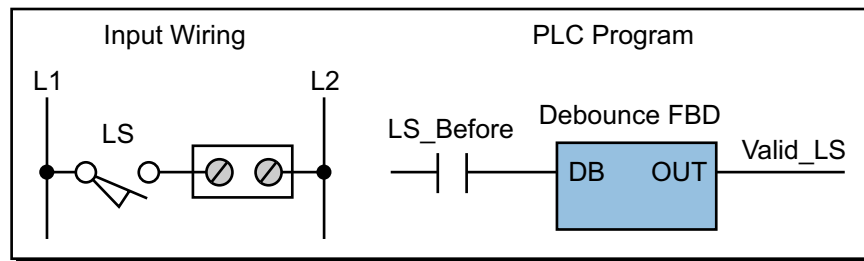 Input Wiring
PLC Program
L1
L2
LS
LS_Before
Debounce FBD
DB
OUT
Valid_LS